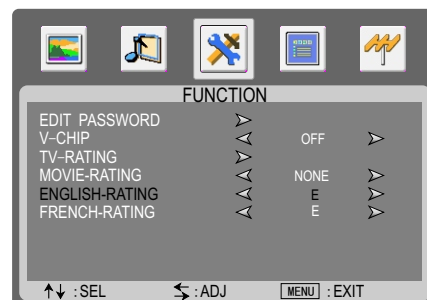 FUNCTION
EDIT PASSWORD
V-CHIP OFF
TV-RATING
MOVIE-RATING NONE
ENGLISH-RATING E
FRENCH-RATING E
:SEL :ADJ MENU :EXIT